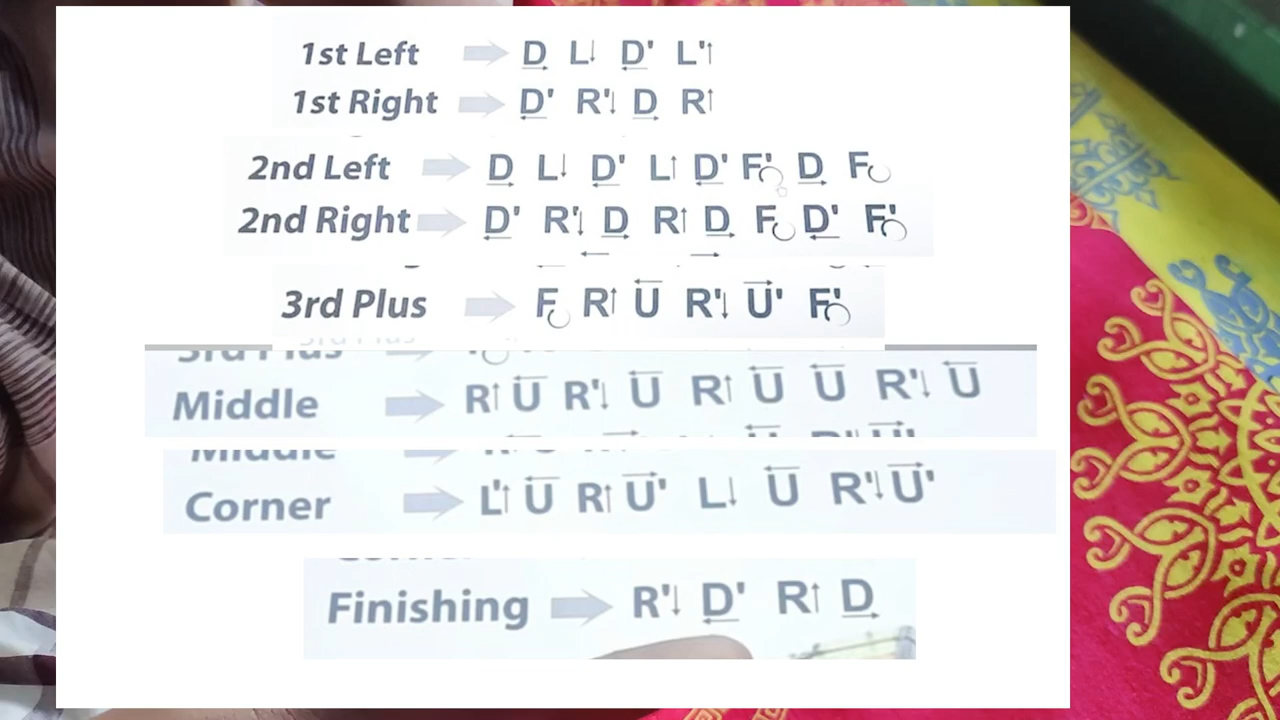 1st Left D L↓ D' L'↑
1st Right D' R'↓ D R↑
2nd Left D L↓ D' L↑ D' F' D F
2nd Right D' R'↓ D R↑ D F D' F'
3rd Plus F R↑ U R'↓ U' F'
Middle R↑ U R'↓ U R↑ U U R'↓ U
Corner L'↑ U R↑ U' L↓ U R'↓ U'
Finishing R'↓ D' R↑ D